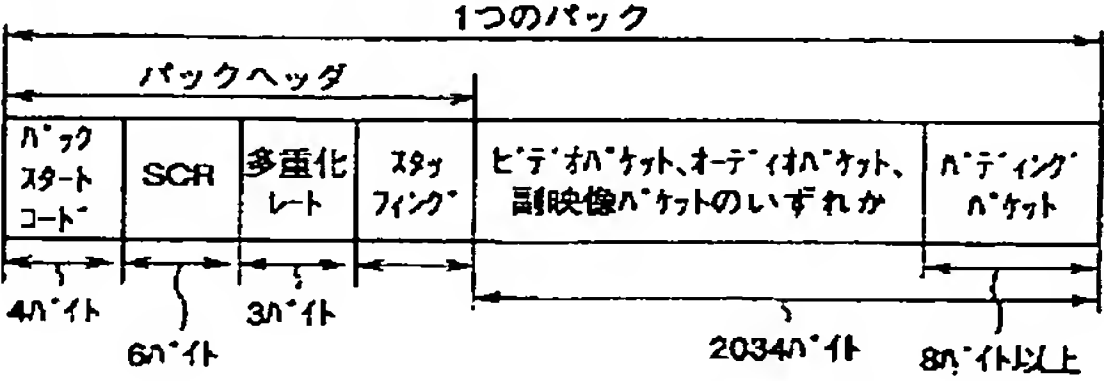 1つのパック
パックヘッダ
パック
スタート
コード
SCR
多重化
レート
スタッ
フィング
ビデオパケット、オーディオパケット、
副映像パケットのいずれか
パディング
パケット
4バイト
6バイト
3バイト
2034バイト
8バイト以上